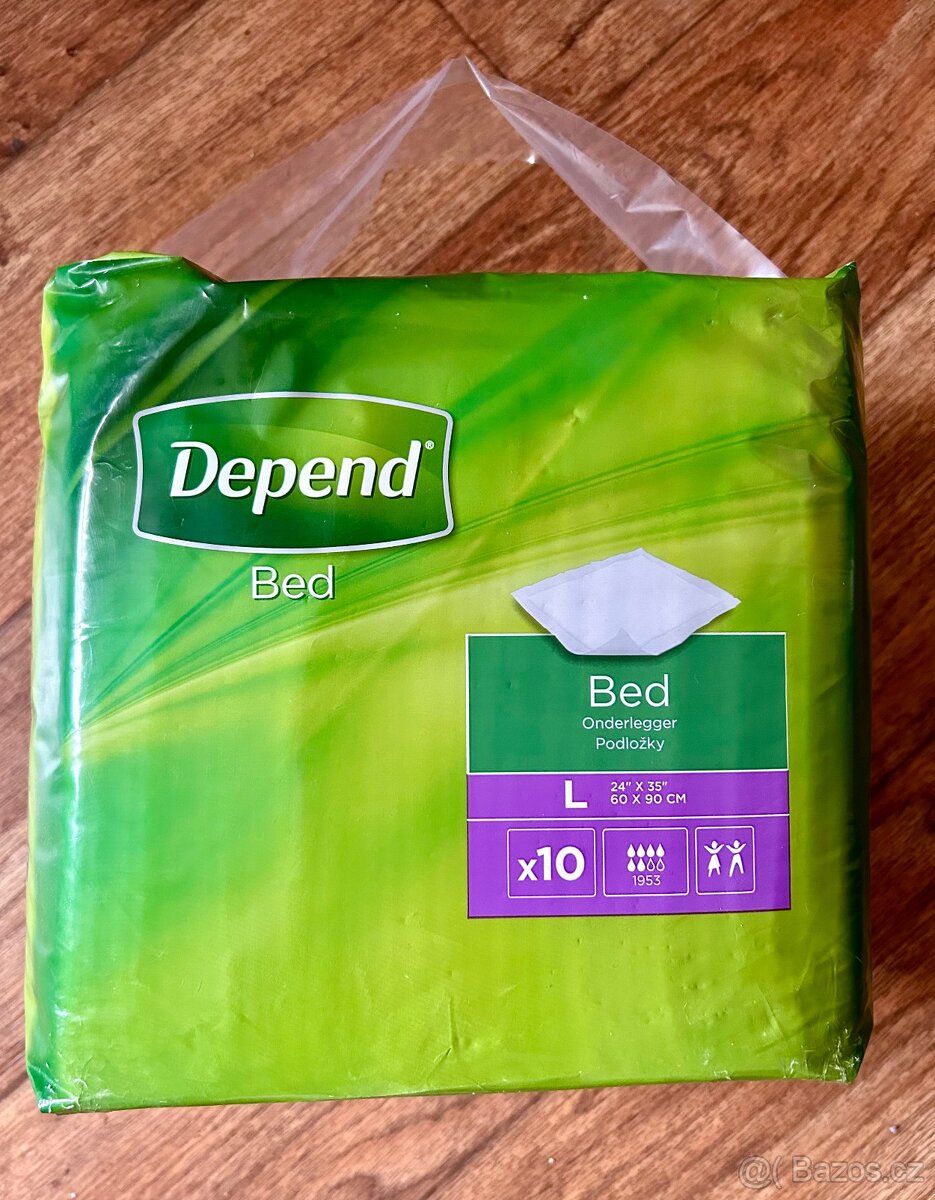 Depend®
Bed
Bed
Onderlegger
Podložky
L
24" X 35"
60 X 90 CM
x10
1953
@( Bazos.cz